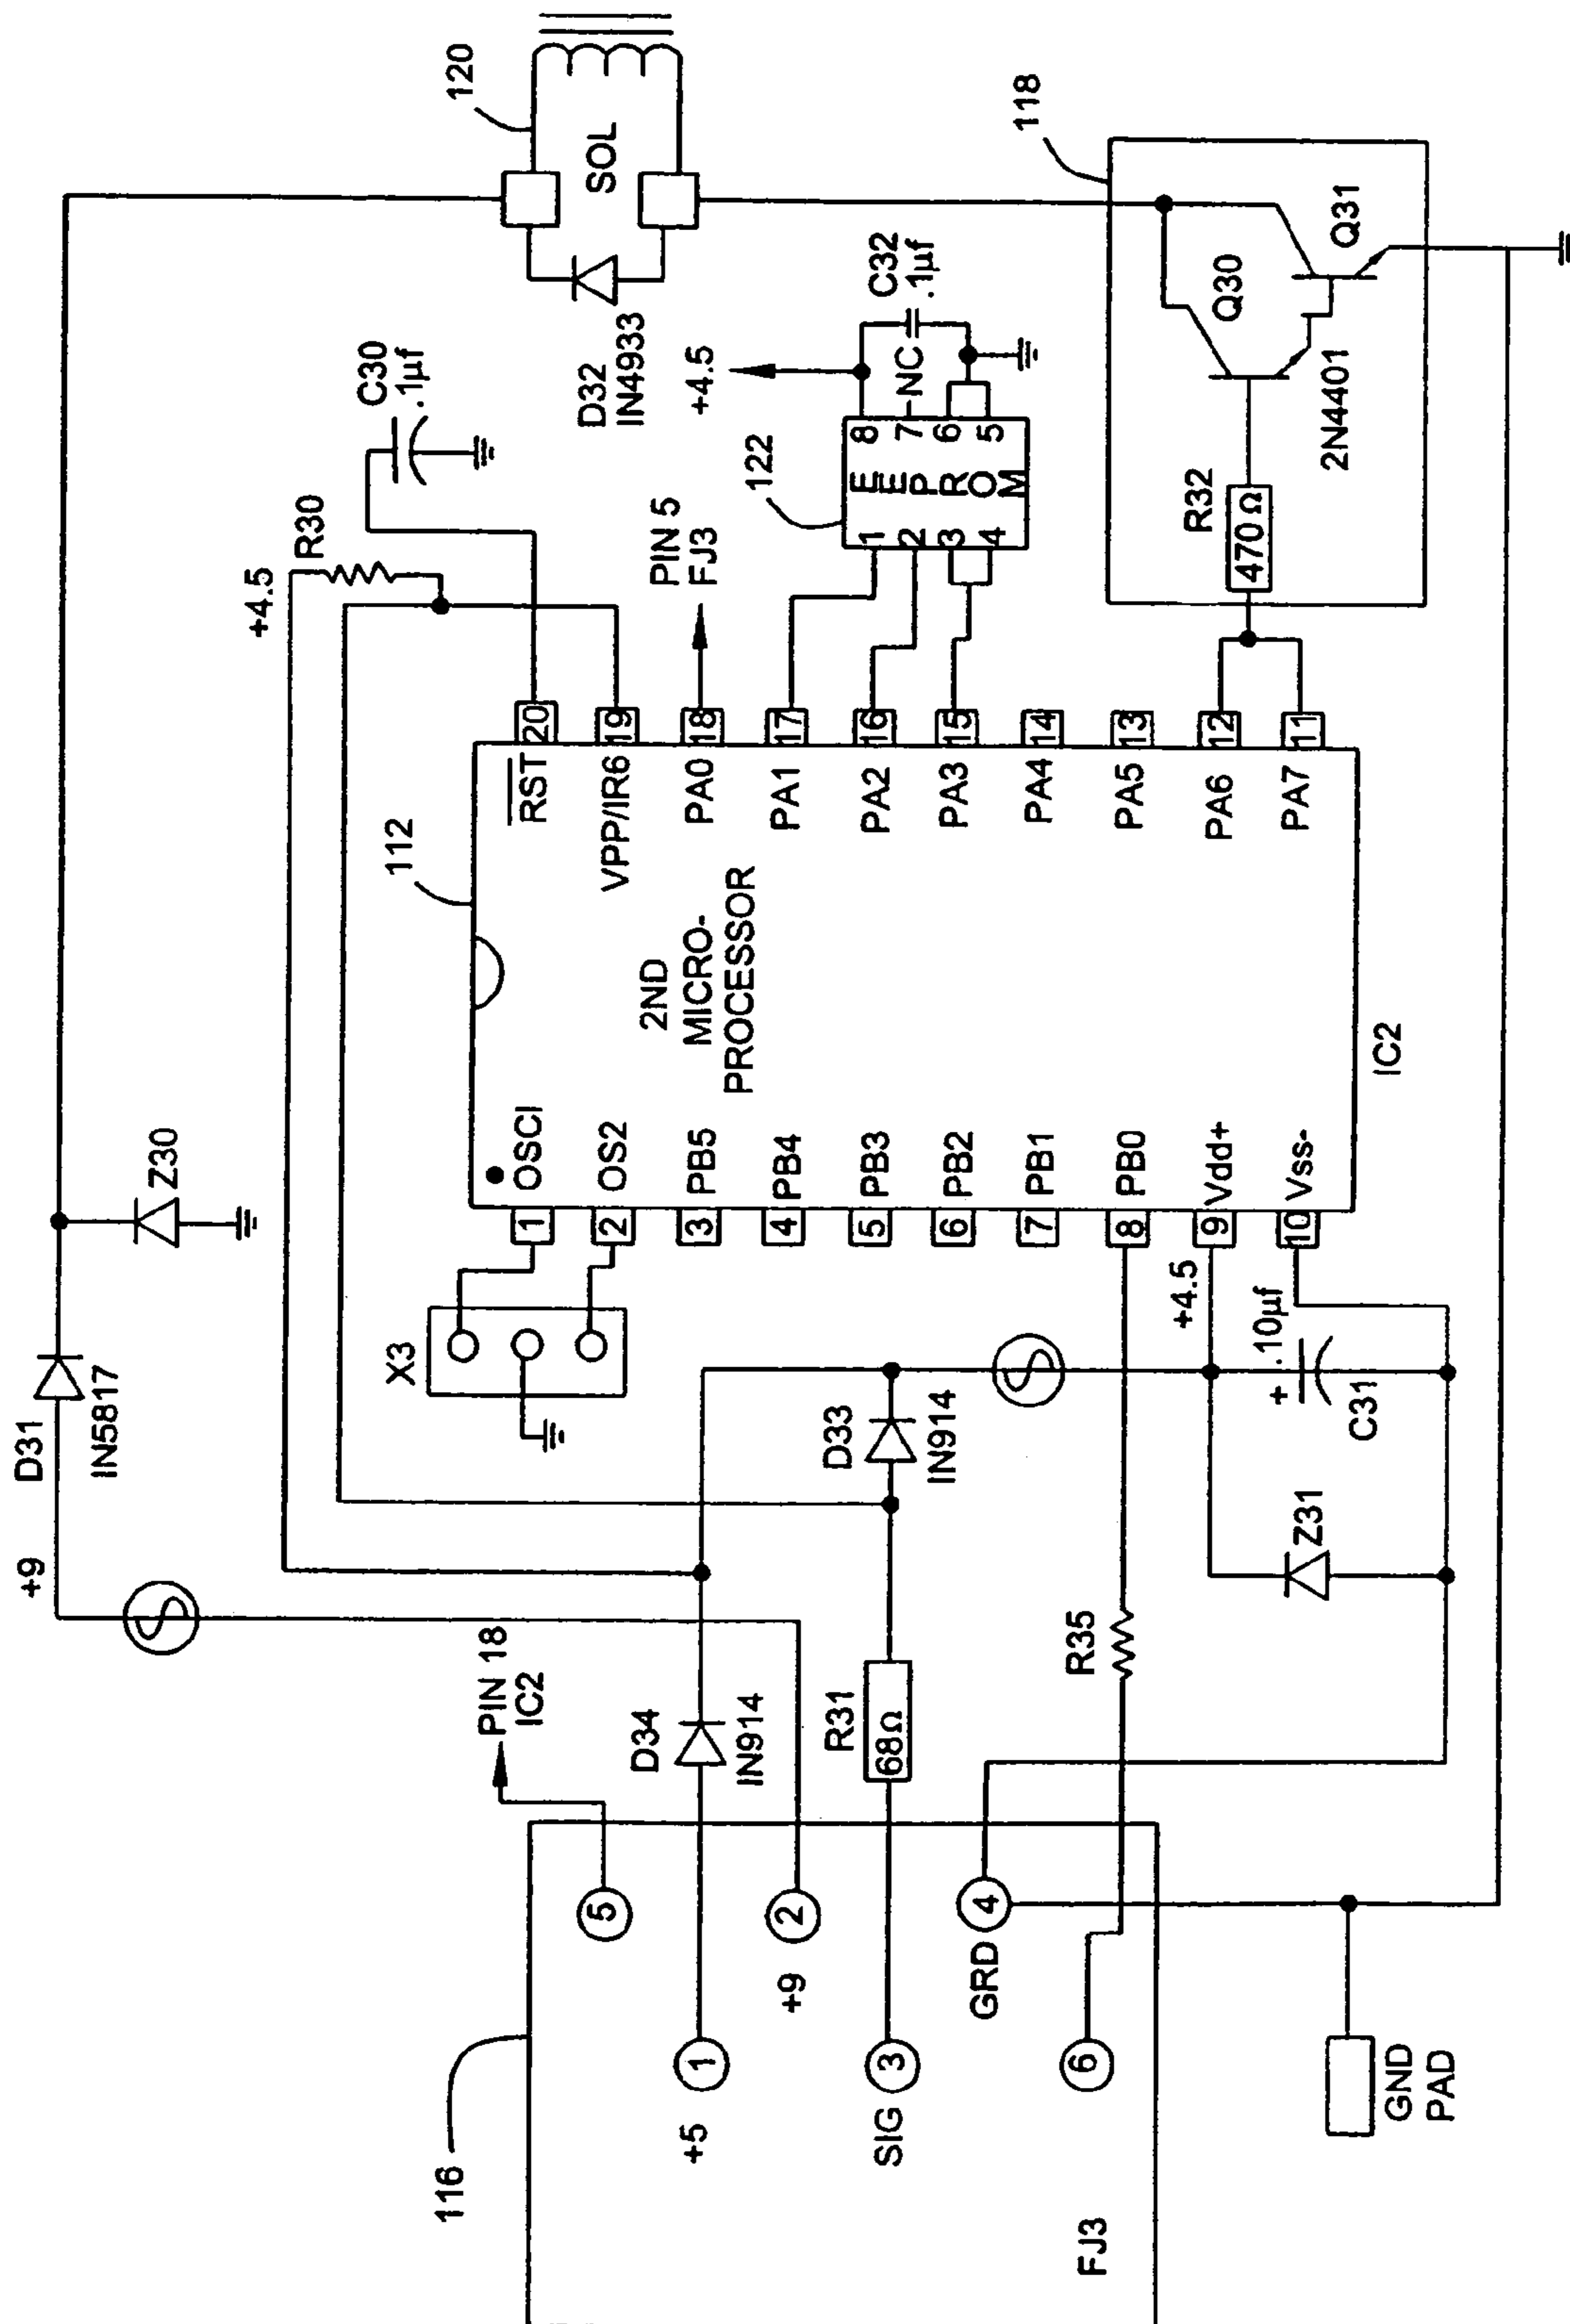 D31
IN5817
+9
Z30
120
SOL
D32
IN4933
+4.5
R30
C30
.1µf
PIN 18
IC2
X3
112
2ND
MICRO-
PROCESSOR
IC2
1 OSCI
2 OS2
3 PB5
4 PB4
5 PB3
6 PB2
7 PB1
8 PB0
9 Vdd+
10 Vss-
RST 20
VPP/IR6 19
PA0 18
PA1 17
PA2 16
PA3 15
PA4 14
PA5 13
PA6 12
PA7 11
PIN 5
FJ3
122
EEPROM
1
2
3
4
8
7
6
5
NC
+4.5
C32
.1µf
118
R32
470 Ω
Q30
Q31
2N4401
116
5
+5
1
D34
IN914
+9
2
SIG
3
R31
68Ω
D33
IN914
GRD
4
6
R35
+4.5
.10µf
+
C31
Z31
FJ3
GND
PAD